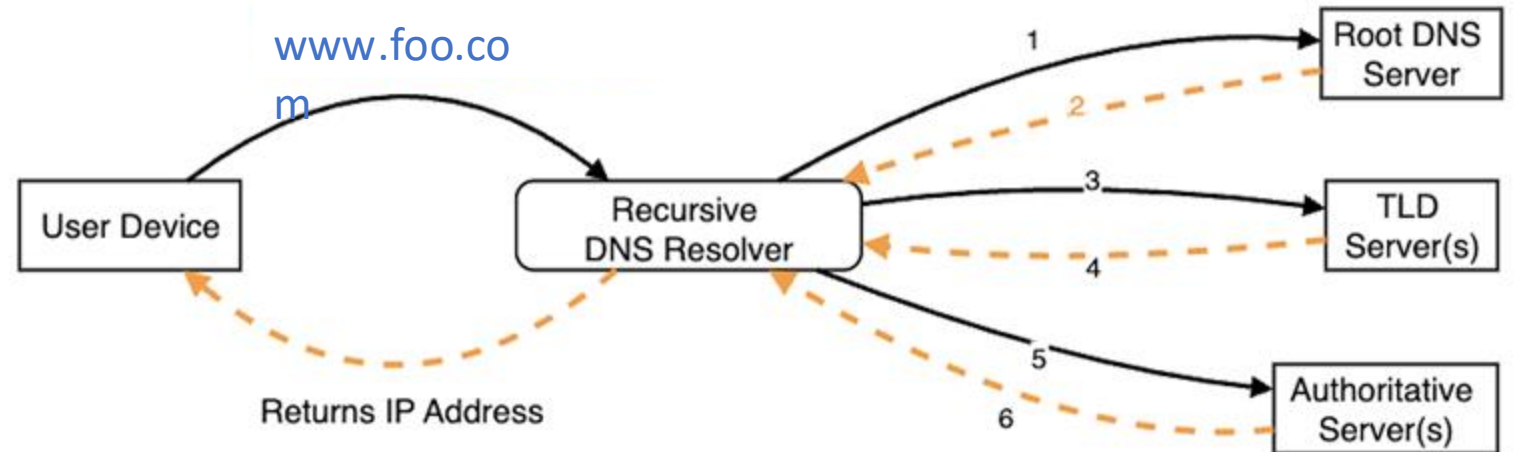 www.foo.co
m
1
Root DNS
Server
2
3
TLD
Server(s)
4
User Device
Recursive
DNS Resolver
5
6
Authoritative
Server(s)
Returns IP Address